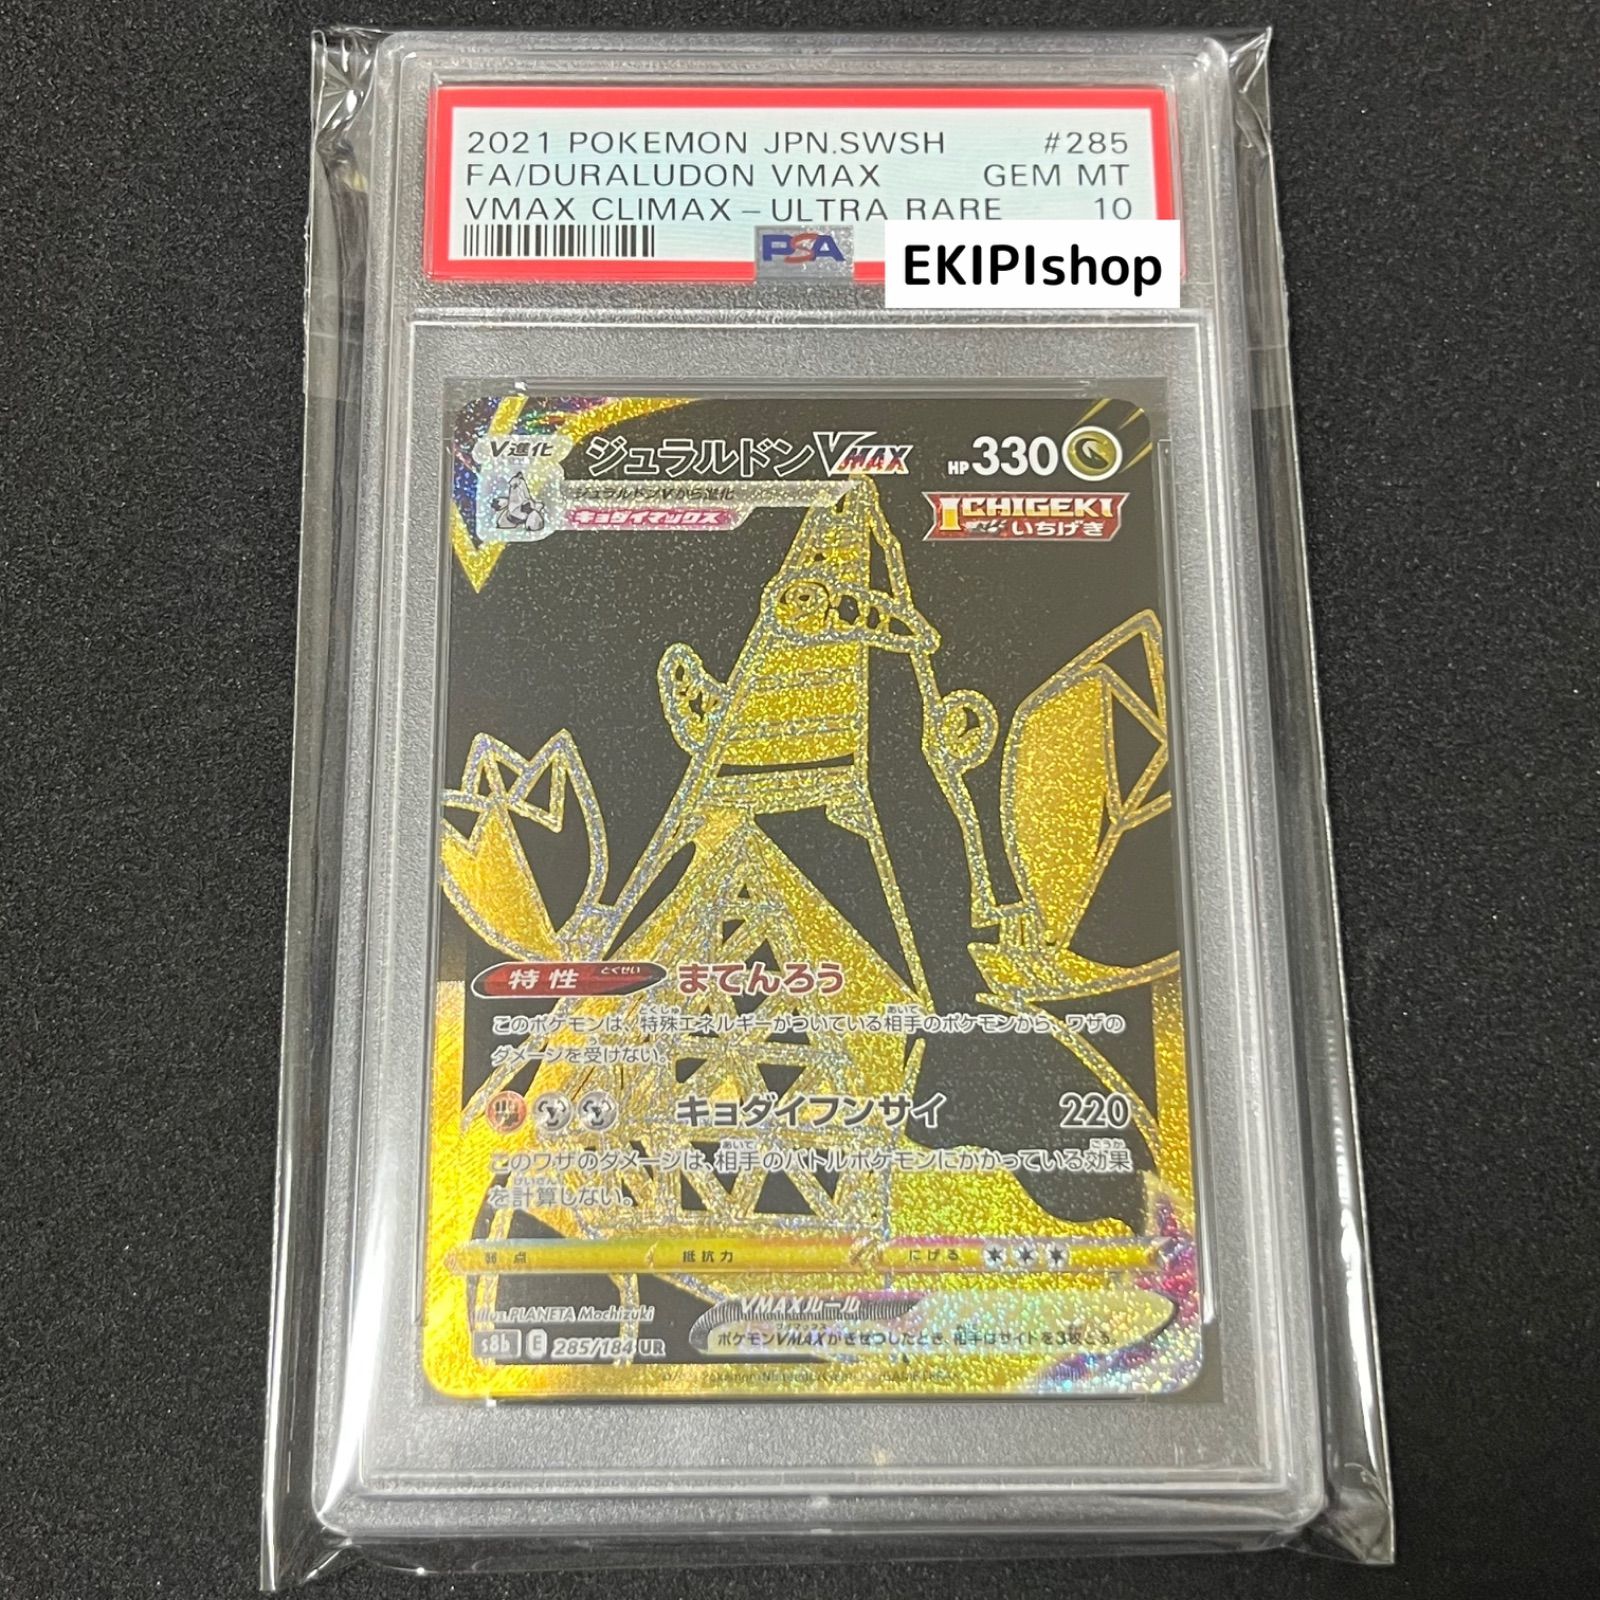 2021 POKEMON JPN.SWSH #285
FA/DURALUDON VMAX GEM MT
VMAX CLIMAX-ULTRA RARE 10
PSA
EKIPIshop
V進化 ジュラルドンVMAX HP330
ジュラルドンVから進化
キョダイマックス
ICHIGEKI
いちげき
特性 とくせい まてんろう
このポケモンは、特殊エネルギーがついている相手のポケモンから、ワザの
ダメージを受けない。
キョダイフンサイ 220
このワザのダメージは、相手のバトルポケモンにかかっている効果
を計算しない。
弱点 抵抗力 にげる
Illus. PLANETA Mochizuki
VMAXルール
ポケモンVMAXがきぜつしたとき、相手はサイドを3枚とる。
s8b E 285/184 UR